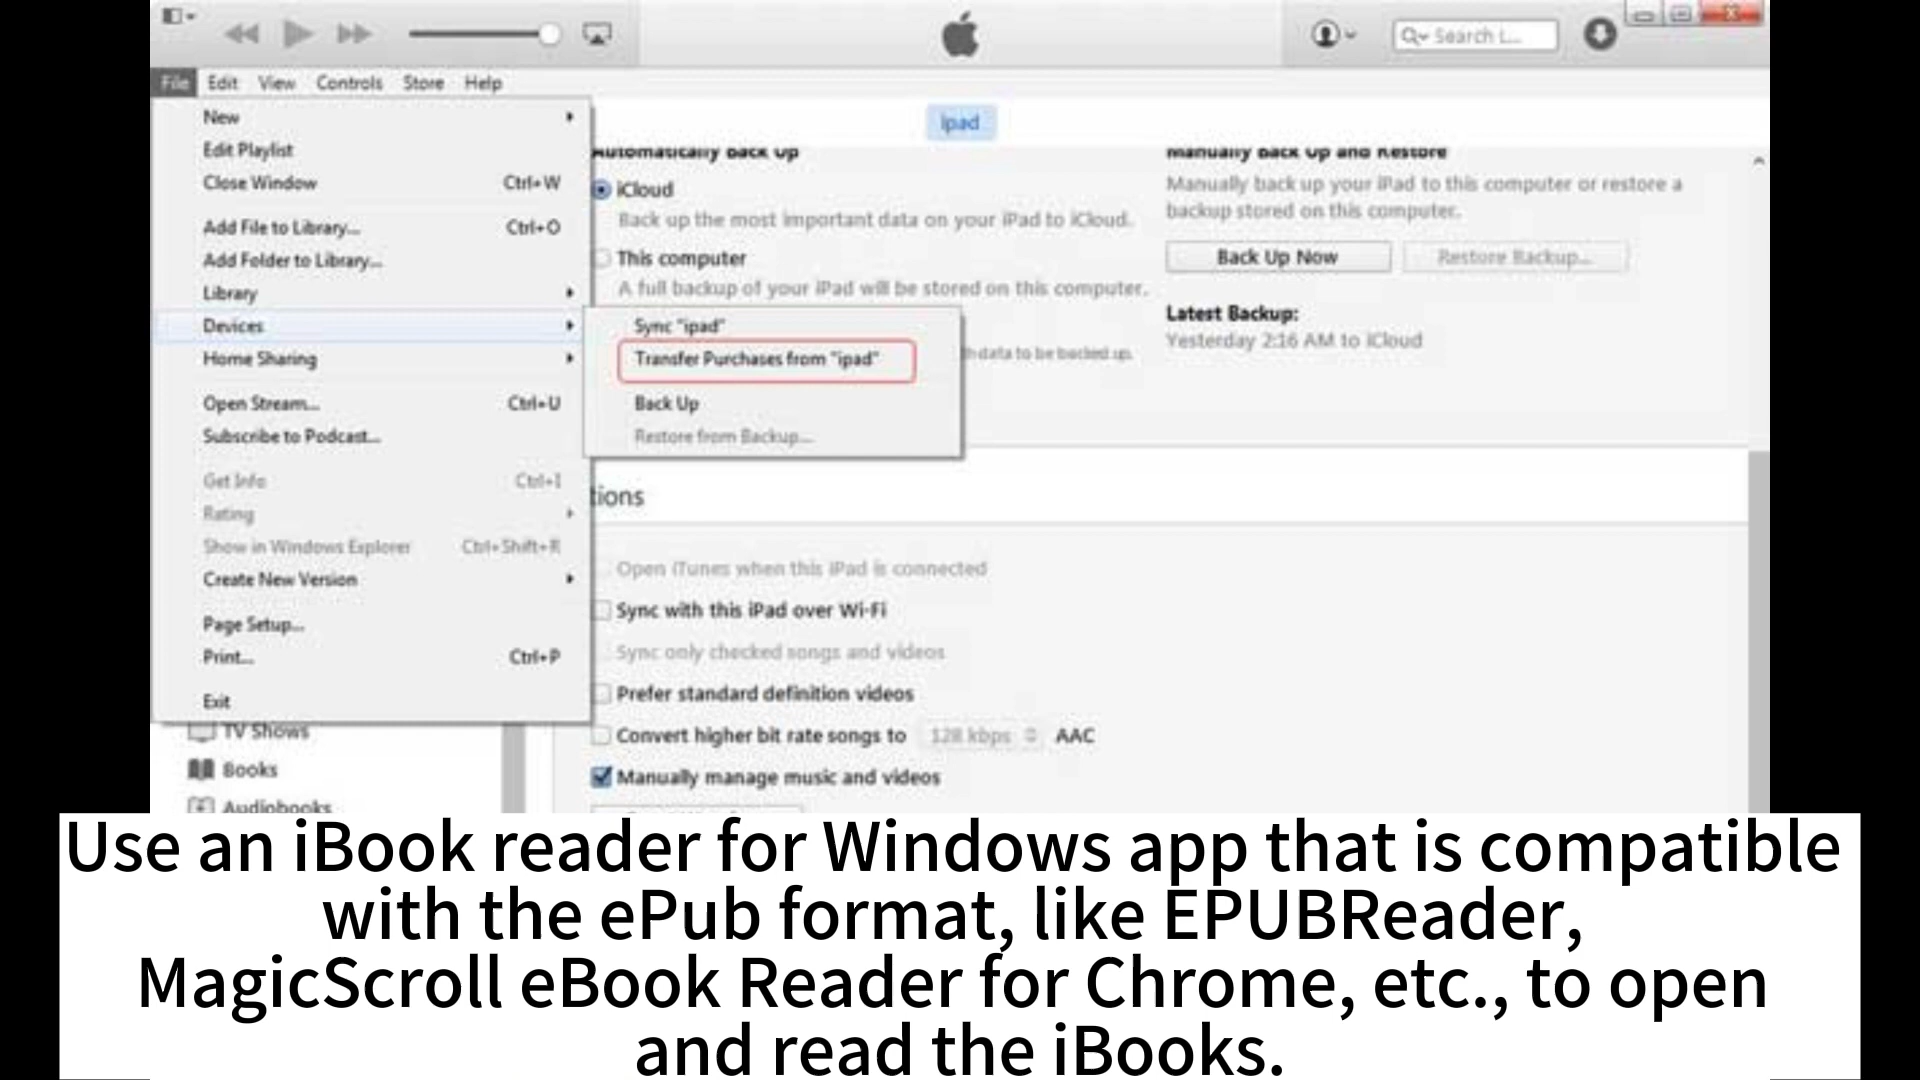 Search L...
File Edit View Controls Store Help
New
Edit Playlist
Close Window Ctrl+W
Add File to Library... Ctrl+O
Add Folder to Library...
Library
Devices
Home Sharing
Open Stream... Ctrl+U
Subscribe to Podcast...
Get Info Ctrl+I
Rating
Show in Windows Explorer Ctrl+Shift+R
Create New Version
Page Setup...
Print... Ctrl+P
Exit
TV Shows
Books
Audiobooks
Sync "ipad"
Transfer Purchases from "ipad"
Back Up
Restore from Backup...
ipad
Automatically Back Up
iCloud
Back up the most important data on your iPad to iCloud.
This computer
A full backup of your iPad will be stored on this computer.
data to be backed up.
Manually Back Up and Restore
Manually back up your iPad to this computer or restore a
backup stored on this computer.
Back Up Now Restore Backup...
Latest Backup:
Yesterday 2:16 AM to iCloud
tions
Open iTunes when this iPad is connected
Sync with this iPad over Wi-Fi
Sync only checked songs and videos
Prefer standard definition videos
Convert higher bit rate songs to 128 kbps AAC
Manually manage music and videos
Use an iBook reader for Windows app that is compatible
with the ePub format, like EPUBReader,
MagicScroll eBook Reader for Chrome, etc., to open
and read the iBooks.